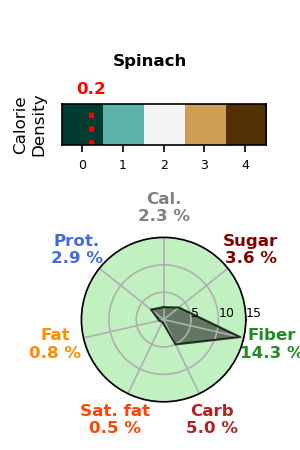 Spinach
0.2
Calorie
Density
0 1 2 3 4
Cal.
2.3 %
Prot.
2.9 %
Sugar
3.6 %
5 10 15
Fat
0.8 %
Fiber
14.3 %
Sat. fat
0.5 %
Carb
5.0 %